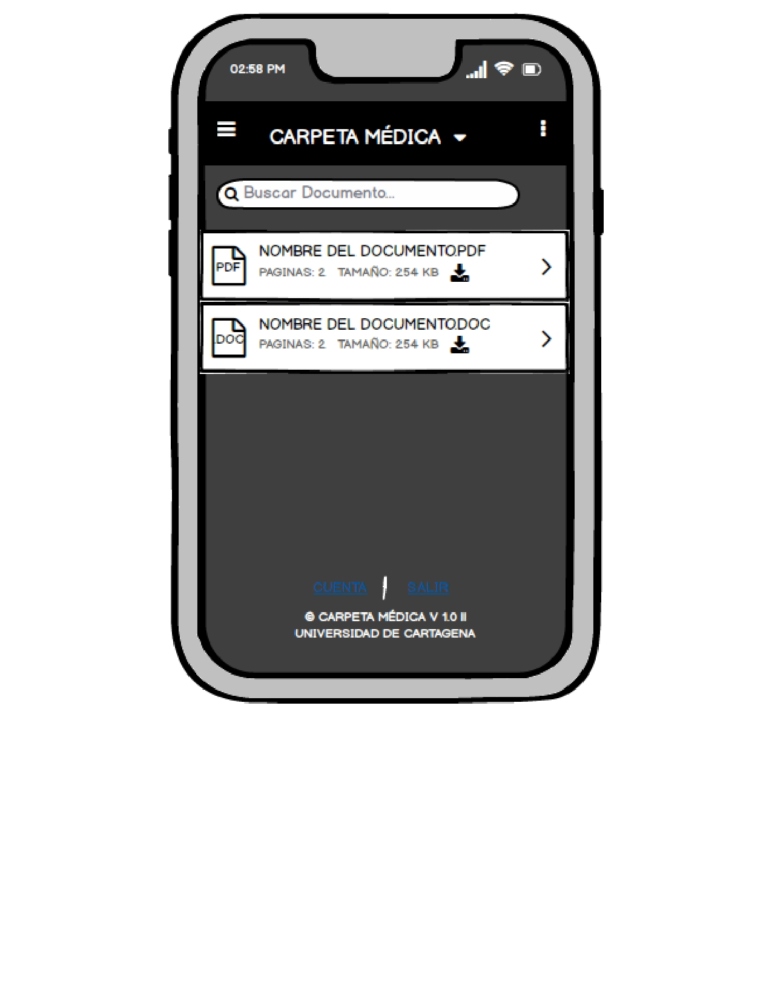 02:58 PM
CARPETA MÉDICA
Buscar Documento...
NOMBRE DEL DOCUMENTO.PDF
PDF
PAGINAS: 2 TAMAÑO: 254 KB
NOMBRE DEL DOCUMENTO.DOC
.DOC
PAGINAS: 2 TAMAÑO: 254 KB
CUENTA | SALIR
© CARPETA MÉDICA V 1.0 ||
UNIVERSIDAD DE CARTAGENA